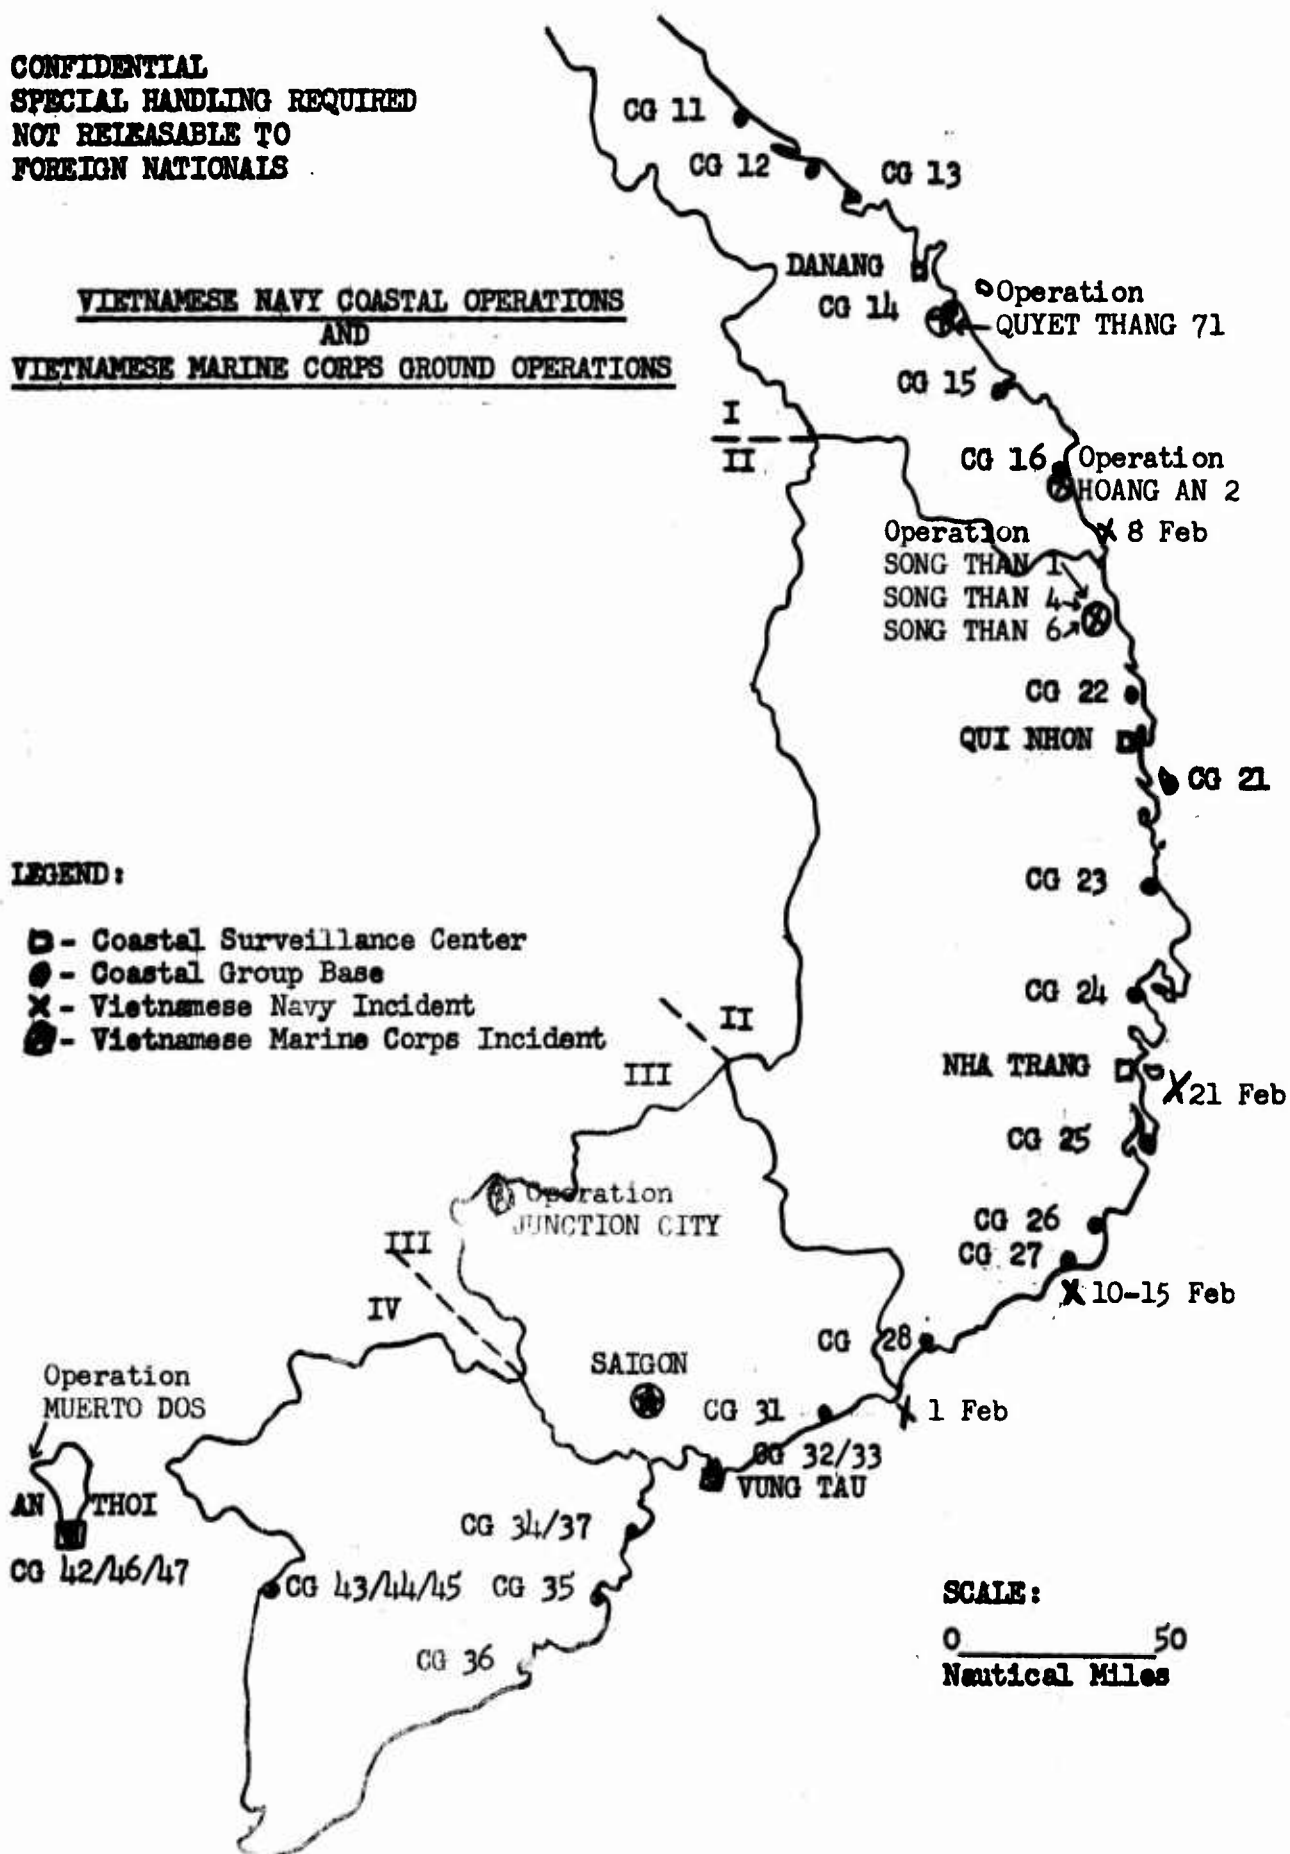 CONFIDENTIAL
SPECIAL HANDLING REQUIRED
NOT RELEASABLE TO
FOREIGN NATIONALS
VIETNAMESE NAVY COASTAL OPERATIONS
AND
VIETNAMESE MARINE CORPS GROUND OPERATIONS
CG 11
CG 12
CG 13
DANANG
CG 14
Operation
QUYET THANG 71
CG 15
I
II
CG 16
Operation
HOANG AN 2
8 Feb
Operation
SONG THAN 1
SONG THAN 4
SONG THAN 6
CG 22
QUI NHON
CG 21
CG 23
LEGEND:
- Coastal Surveillance Center
- Coastal Group Base
X - Vietnamese Navy Incident
- Vietnamese Marine Corps Incident
CG 24
II
III
NHA TRANG
21 Feb
CG 25
Operation
JUNCTION CITY
CG 26
CG 27
10-15 Feb
III
IV
CG 28
SAIGON
CG 31
1 Feb
CG 32/33
VUNG TAU
Operation
MUERTO DOS
AN THOI
CG 42/46/47
CG 34/37
CG 43/44/45
CG 35
CG 36
SCALE:
0 50
Nautical Miles